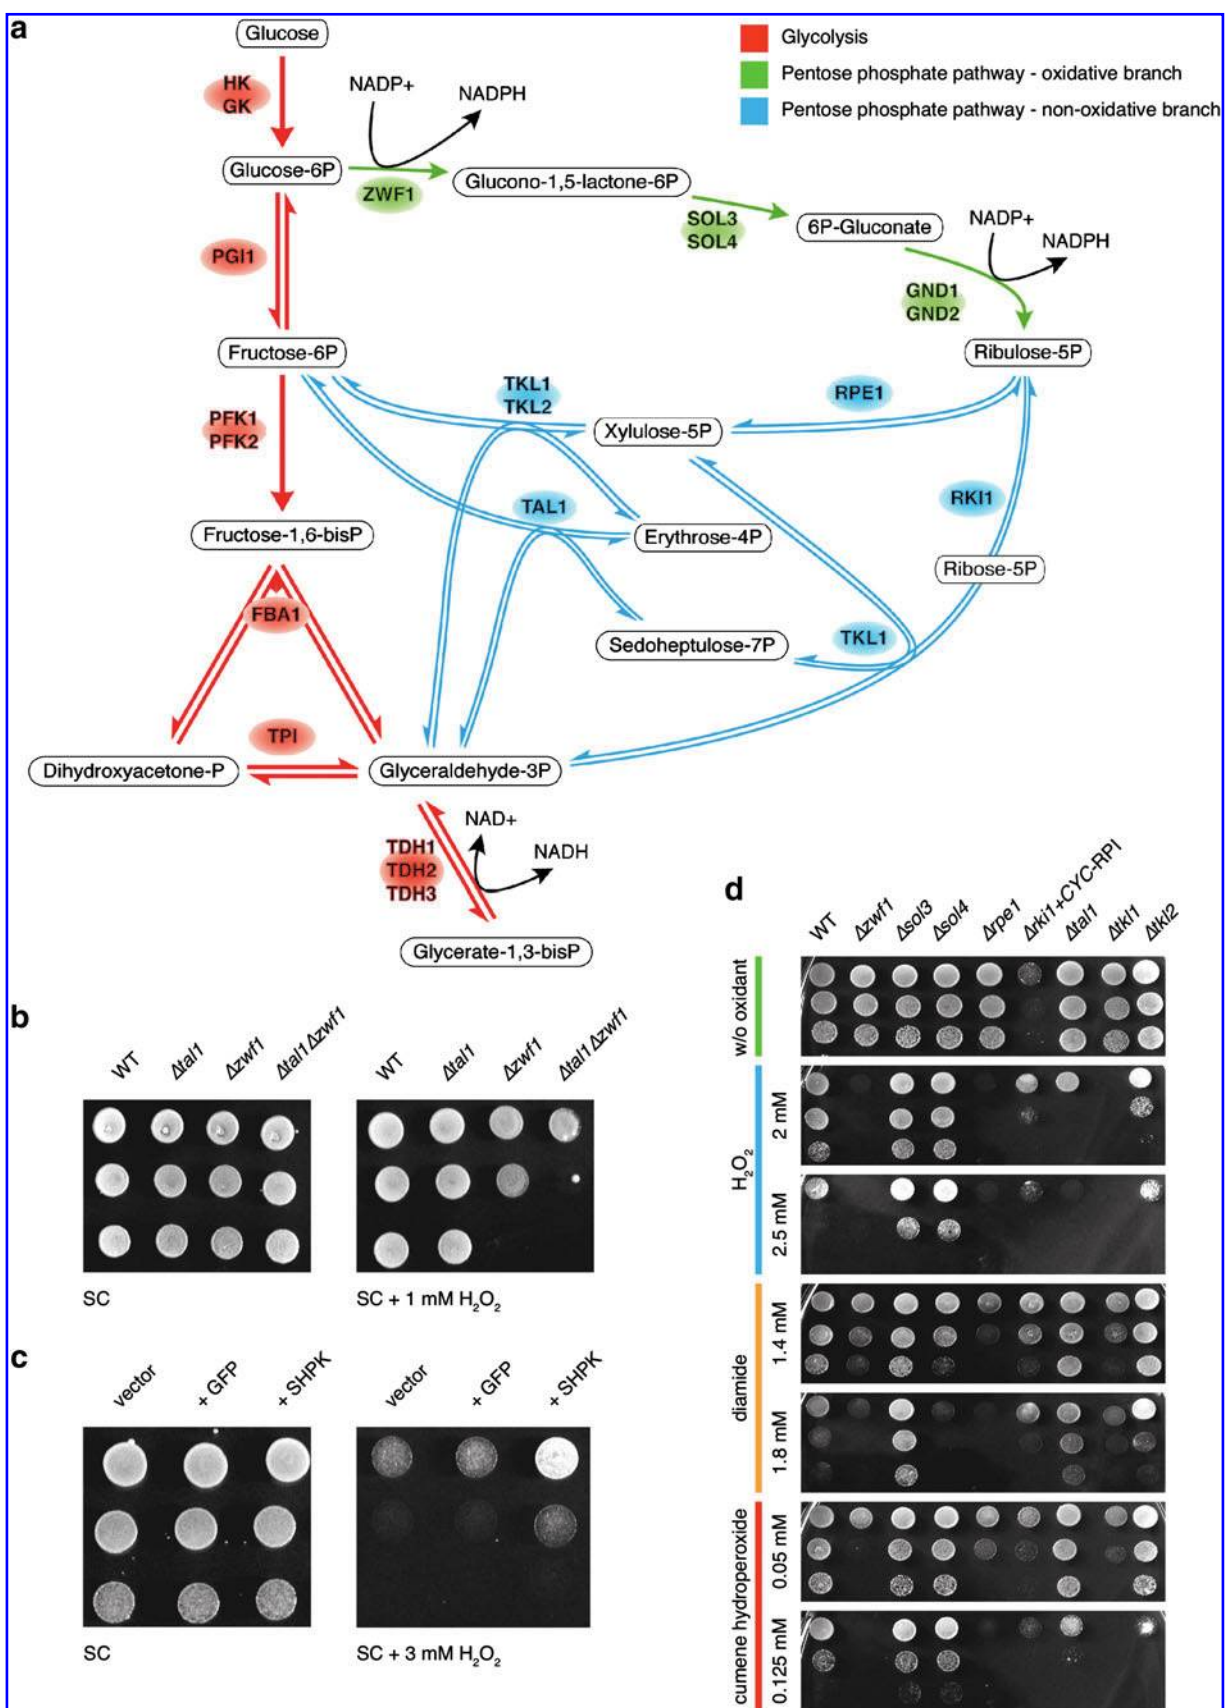 a
Glucose
Glycolysis
HK
GK
NADP+
NADPH
Pentose phosphate pathway - oxidative branch
Pentose phosphate pathway - non-oxidative branch
Glucose-6P
ZWF1
Glucono-1,5-lactone-6P
SOL3
SOL4
6P-Gluconate
NADP+
NADPH
PGI1
GND1
GND2
Fructose-6P
Ribulose-5P
TKL1
TKL2
RPE1
PFK1
PFK2
Xylulose-5P
TAL1
RKI1
Fructose-1,6-bisP
Erythrose-4P
Ribose-5P
FBA1
Sedoheptulose-7P
TKL1
TPI
Dihydroxyacetone-P
Glyceraldehyde-3P
NAD+
NADH
TDH1
TDH2
TDH3
Glycerate-1,3-bisP
b
WT Δtal1 Δzwf1 Δtal1Δzwf1
WT Δtal1 Δzwf1 Δtal1Δzwf1
SC
SC + 1 mM H₂O₂
c
vector + GFP + SHPK
vector + GFP + SHPK
SC
SC + 3 mM H₂O₂
d
WT Δzwf1 Δsol3 Δsol4 Δrpe1 Δrki1+CYC-RPI Δtal1 Δtkl1 Δtkl2
w/o oxidant
H₂O₂
2 mM
2.5 mM
diamide
1.4 mM
1.8 mM
cumene hydroperoxide
0.05 mM
0.125 mM